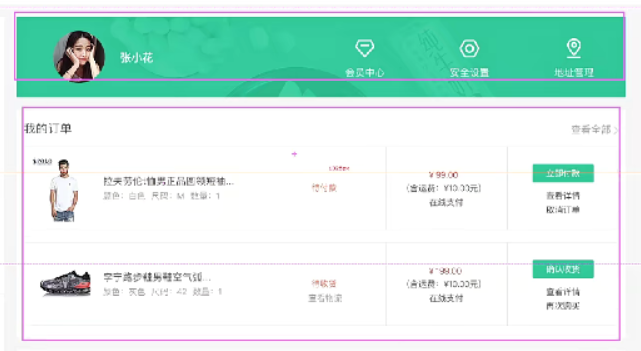 张小花
会员中心
安全设置
地址管理
我的订单
查看全部
拉夫劳伦:恤男正品圆领短袖...
颜色：白色 尺码：M 数量：1
待付款
¥ 99.00
(含运费：¥10.00元)
在线支付
立即付款
查看详情
取消订单
李宁跑步鞋男鞋空气弧...
颜色：灰色 尺码：42 数量：1
待收货
查看物流
¥ 199.00
(含运费：¥10.00元)
在线支付
确认收货
查看详情
再次购买